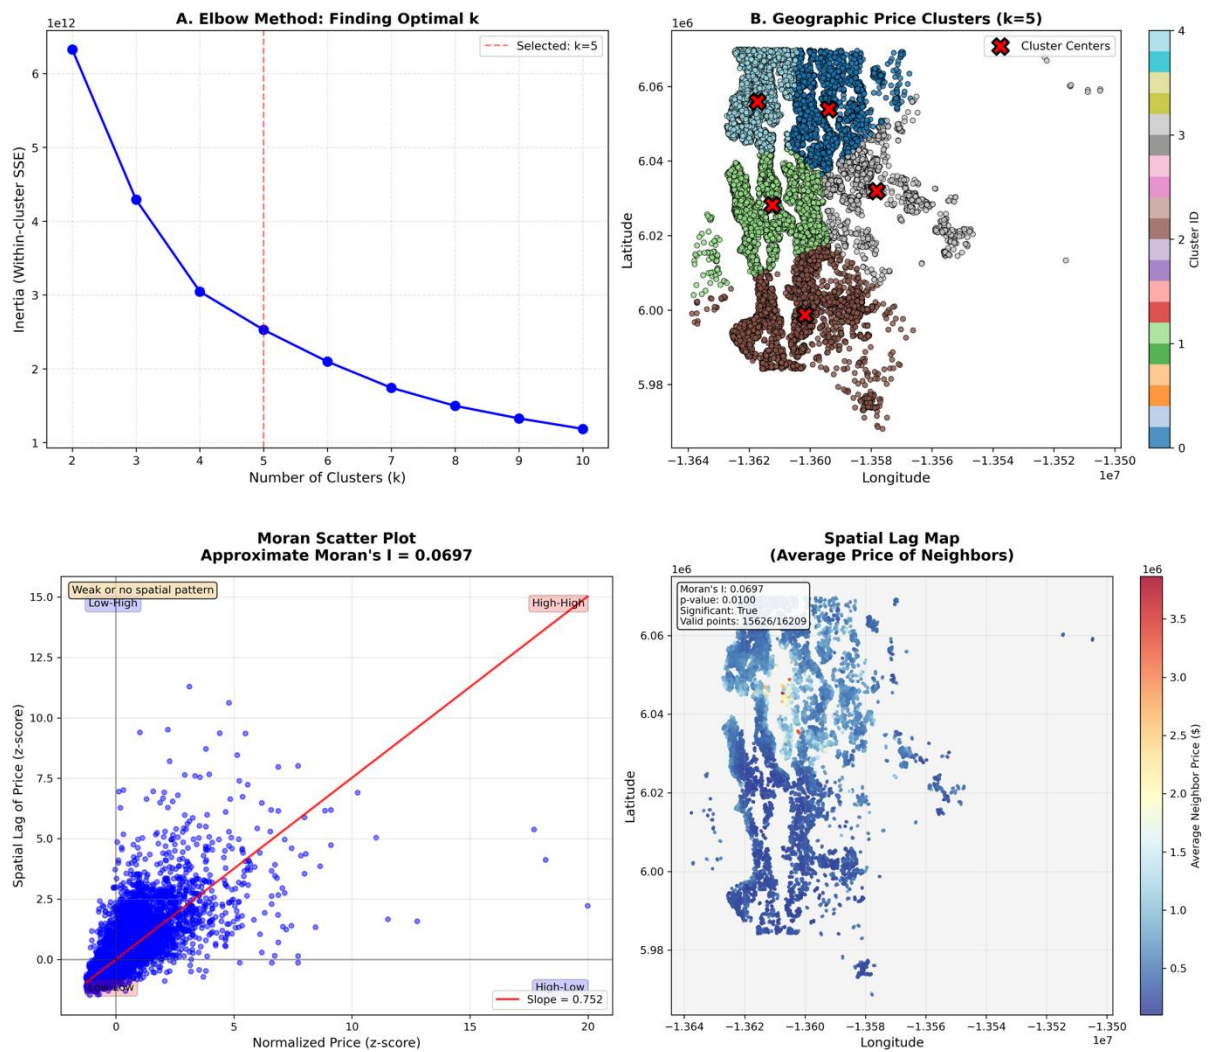 A. Elbow Method: Finding Optimal k
1e12
Selected: k=5
6
5
4
3
2
1
Inertia (Within-cluster SSE)
2 3 4 5 6 7 8 9 10
Number of Clusters (k)
B. Geographic Price Clusters (k=5)
1e6
Cluster Centers
6.06
6.04
6.02
6.00
5.98
Latitude
−1.364 −1.362 −1.360 −1.358 −1.356 −1.354 −1.352 −1.350
1e7
Longitude
4
3
2
1
0
Cluster ID
Moran Scatter Plot
Approximate Moran's I = 0.0697
Weak or no spatial pattern
Low-High
High-High
15.0
12.5
10.0
7.5
5.0
2.5
0.0
Spatial Lag of Price (z-score)
Low-Low
High-Low
Slope = 0.752
0 5 10 15 20
Normalized Price (z-score)
Spatial Lag Map
(Average Price of Neighbors)
1e6
Moran's I: 0.0697
p-value: 0.0100
Significant: True
Valid points: 15626/16209
6.06
6.04
6.02
6.00
5.98
Latitude
−1.364 −1.362 −1.360 −1.358 −1.356 −1.354 −1.352 −1.350
1e7
Longitude
1e6
3.5
3.0
2.5
2.0
1.5
1.0
0.5
Average Neighbor Price ($)